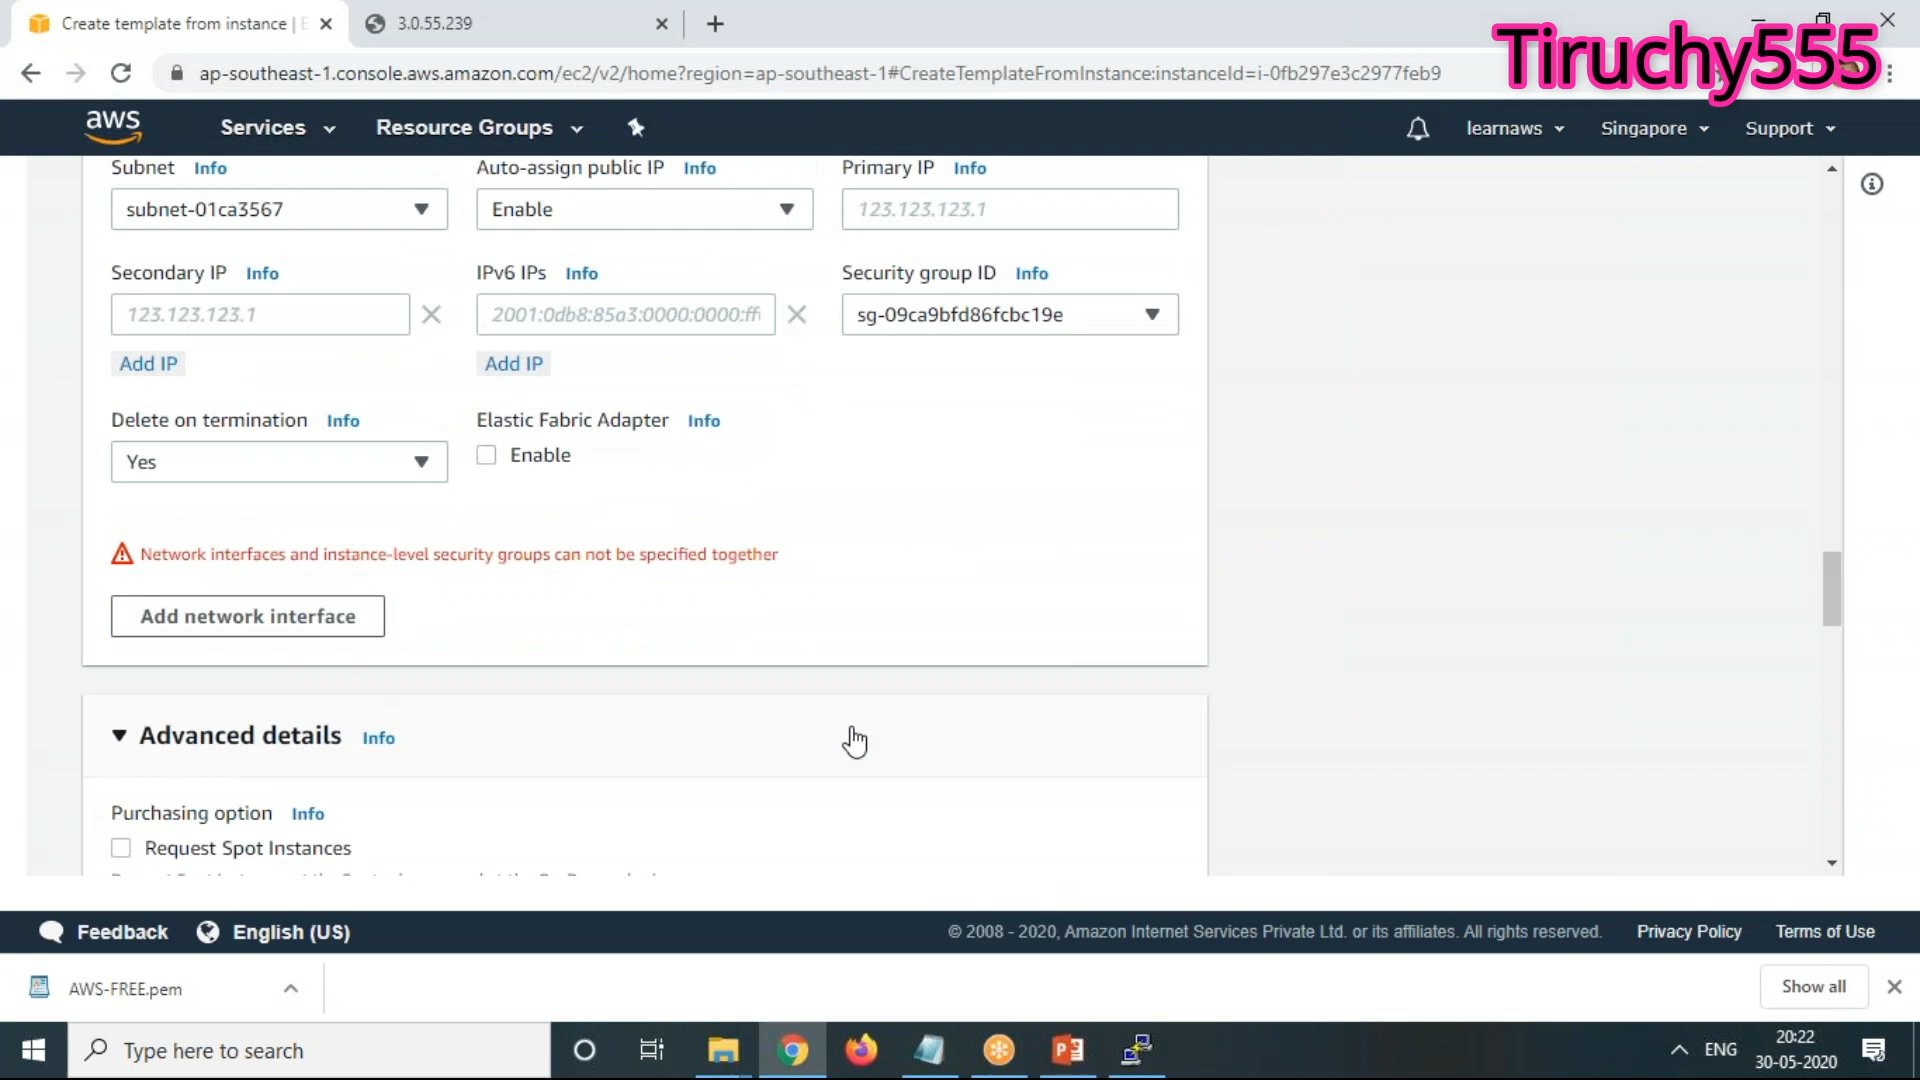 Create template from instance | E
3.0.55.239
Tiruchy555
ap-southeast-1.console.aws.amazon.com/ec2/v2/home?region=ap-southeast-1#CreateTemplateFromInstance:instanceId=i-0fb297e3c2977feb9
aws Services Resource Groups learnaws Singapore Support
Subnet Info Auto-assign public IP Info Primary IP Info
subnet-01ca3567 Enable 123.123.123.1
Secondary IP Info IPv6 IPs Info Security group ID Info
123.123.123.1 2001:0db8:85a3:0000:0000:fff sg-09ca9bfd86fcbc19e
Add IP Add IP
Delete on termination Info Elastic Fabric Adapter Info
Yes Enable
Network interfaces and instance-level security groups can not be specified together
Add network interface
Advanced details Info
Purchasing option Info
Request Spot Instances
Feedback English (US) © 2008 - 2020, Amazon Internet Services Private Ltd. or its affiliates. All rights reserved. Privacy Policy Terms of Use
AWS-FREE.pem Show all
Type here to search ENG 20:22
30-05-2020